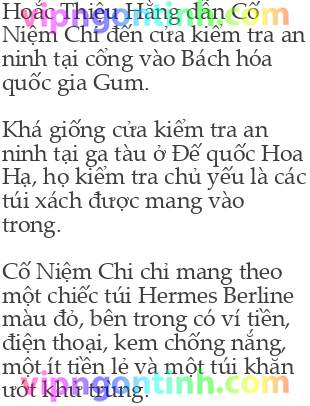 Hoắc Thiệu Hằng dẫn Cố
vipngontinh.com
Niệm Chi đến cửa kiểm tra an
ninh tại cổng vào Bách hóa
quốc gia Gum.
Khá giống cửa kiểm tra an
ninh tại ga tàu ở Đế quốc Hoa
Hạ, họ kiểm tra chủ yếu là các
túi xách được mang vào
trong.
Cố Niệm Chi chỉ mang theo
một chiếc túi Hermes Berline
màu đỏ, bên trong có ví tiền,
điện thoại, kem chống nắng,
một ít tiền lẻ và một túi khăn
vipngontinh.com
ướt khử trùng.